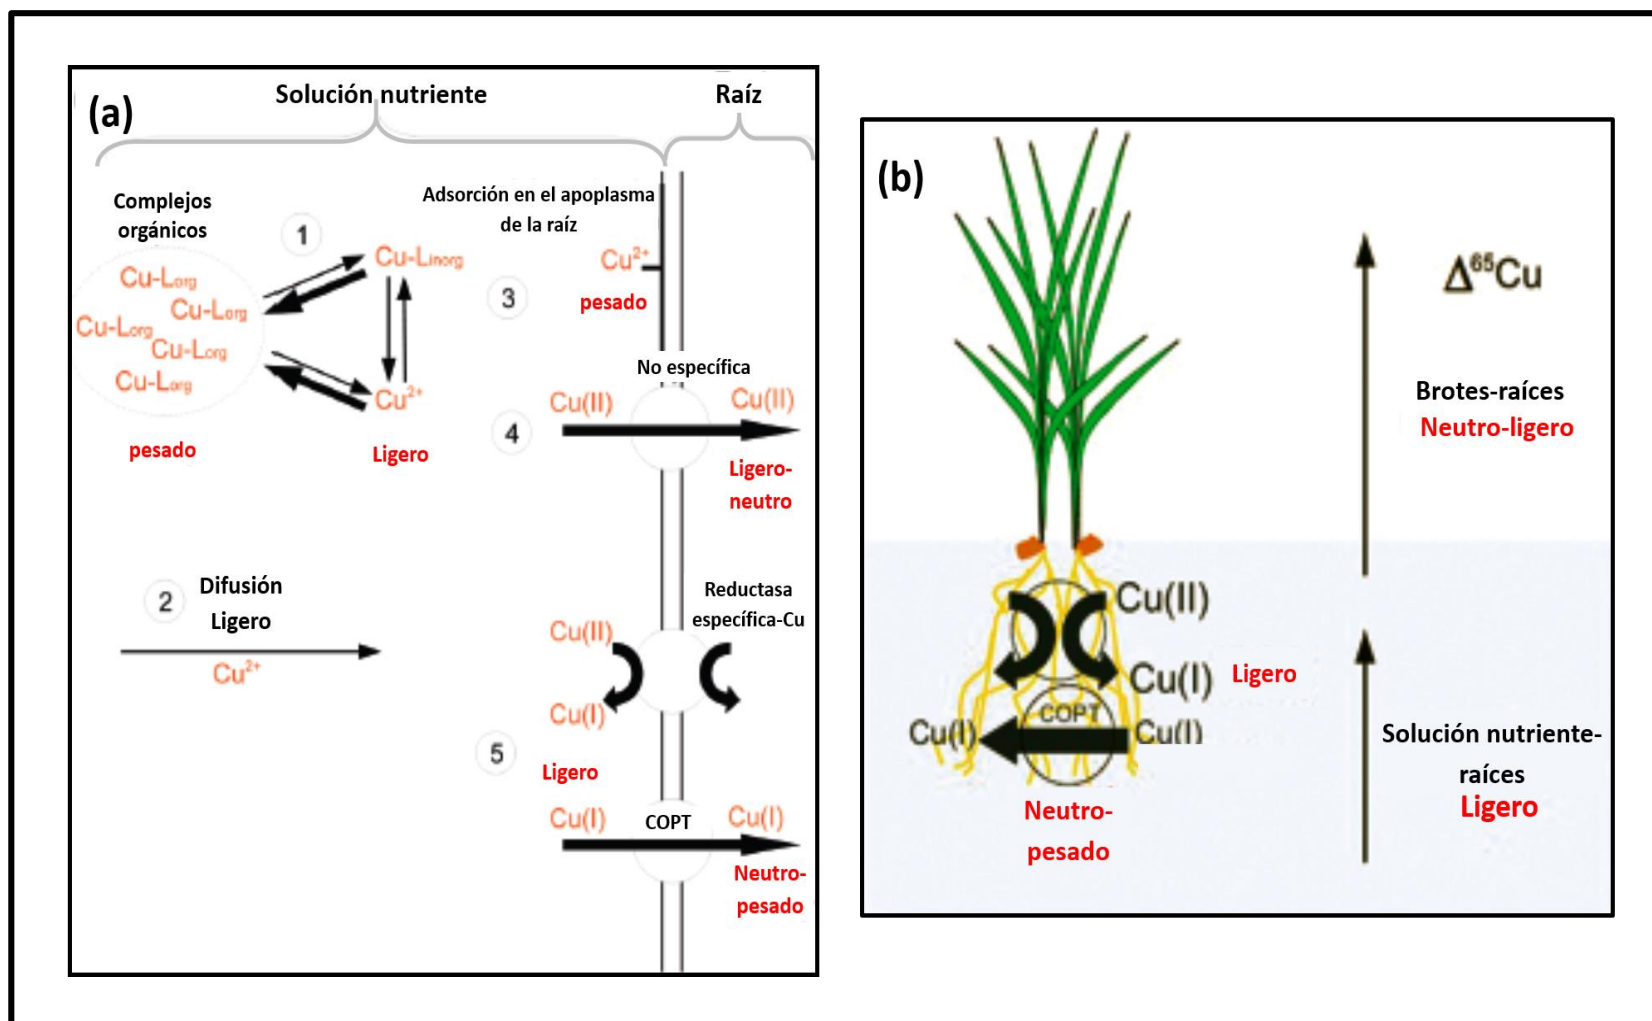 (a)
Solución nutriente
Raíz
Complejos
orgánicos
1
Cu-Lorg
Cu-Lorg
Cu-Lorg
Cu-Lorg
Cu-Lorg
pesado
Cu-Linorg
Cu²⁺
Ligero
Adsorción en el apoplasma
de la raíz
3
Cu²⁺
pesado
No específica
4
Cu(II)
Cu(II)
Ligero-
neutro
2
Difusión
Ligero
Cu²⁺
Reductasa
específica-Cu
Cu(II)
Cu(I)
5
Ligero
Cu(I)
COPT
Cu(I)
Neutro-
pesado
(b)
Δ⁶⁵Cu
Brotes-raíces
Neutro-ligero
Cu(II)
Cu(I)
Ligero
COPT
Cu(I)
Cu(I)
Neutro-
pesado
Solución nutriente-
raíces
Ligero